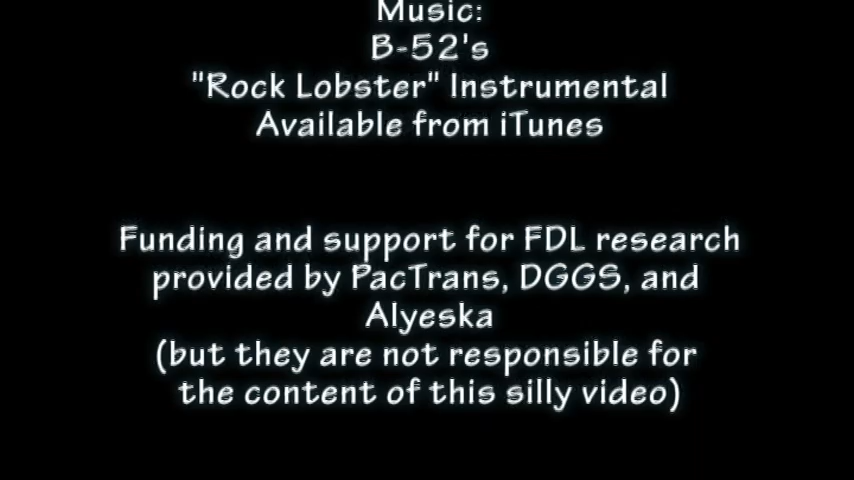 Music:
B-52's
"Rock Lobster" Instrumental
Available from iTunes
Funding and support for FDL research
provided by PacTrans, DGGS, and
Alyeska
(but they are not responsible for
the content of this silly video)